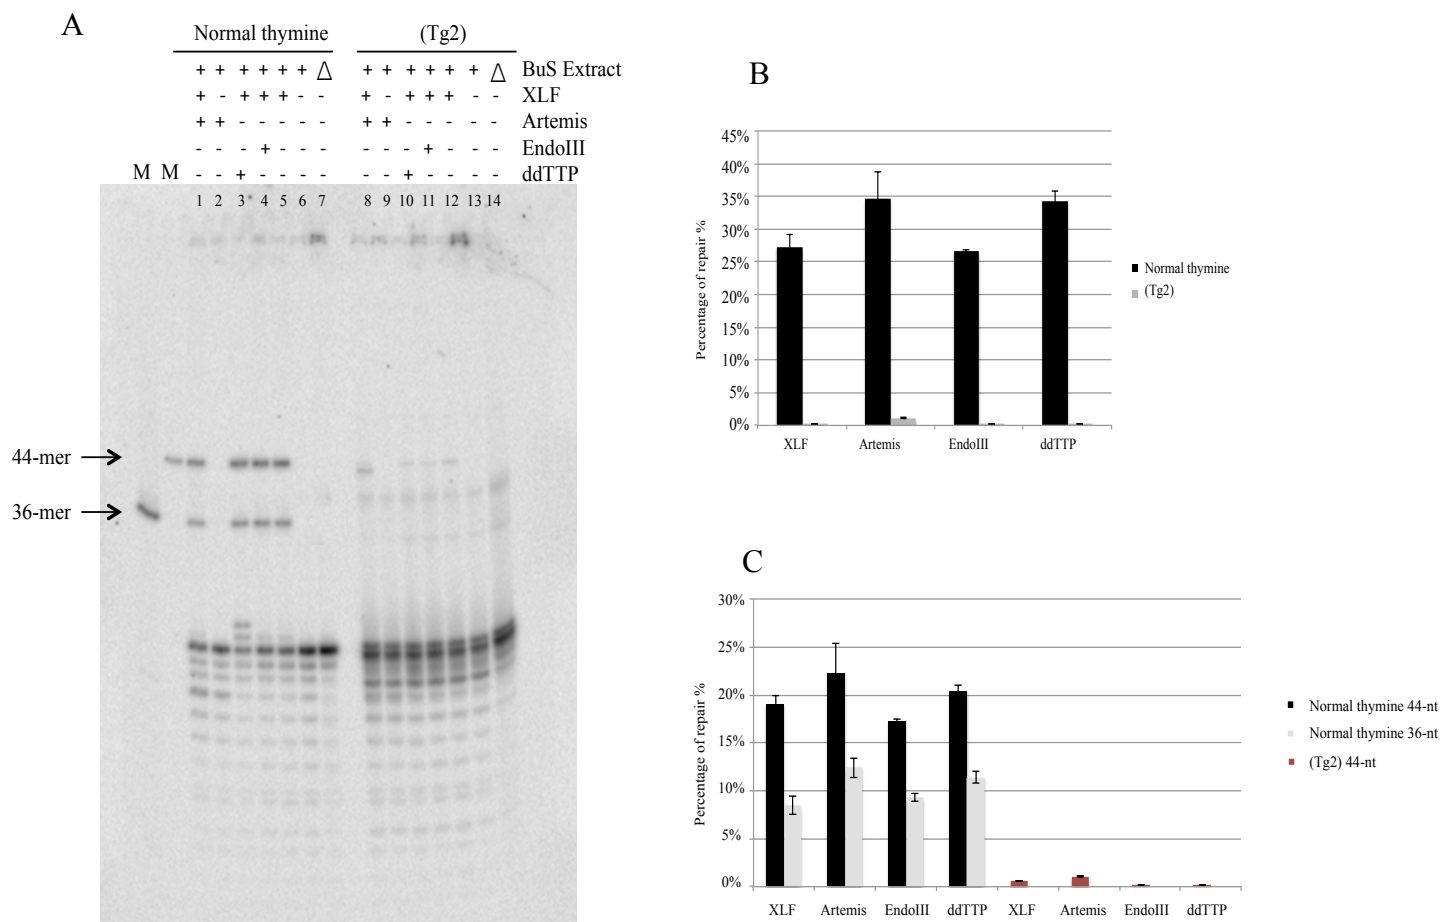 A
Normal thymine (Tg2)
+ + + + + + Δ + + + + + + Δ BuS Extract
+ - + + + - - + - + + + - - XLF
+ + - - - - - + + - - - - - Artemis
- - - + - - - - - - + - - - EndoIII
M M - - + - - - - - - + - - - - ddTTP
1 2 3 4 5 6 7 8 9 10 11 12 13 14
44-mer
36-mer
B
45%
40%
35%
30%
25%
20%
15%
10%
5%
0%
Percentage of repair %
XLF Artemis EndoIII ddTTP
Normal thymine
(Tg2)
C
30%
25%
20%
15%
10%
5%
0%
Percentage of repair %
XLF Artemis EndoIII ddTTP XLF Artemis EndoIII ddTTP
Normal thymine 44-nt
Normal thymine 36-nt
(Tg2) 44-nt